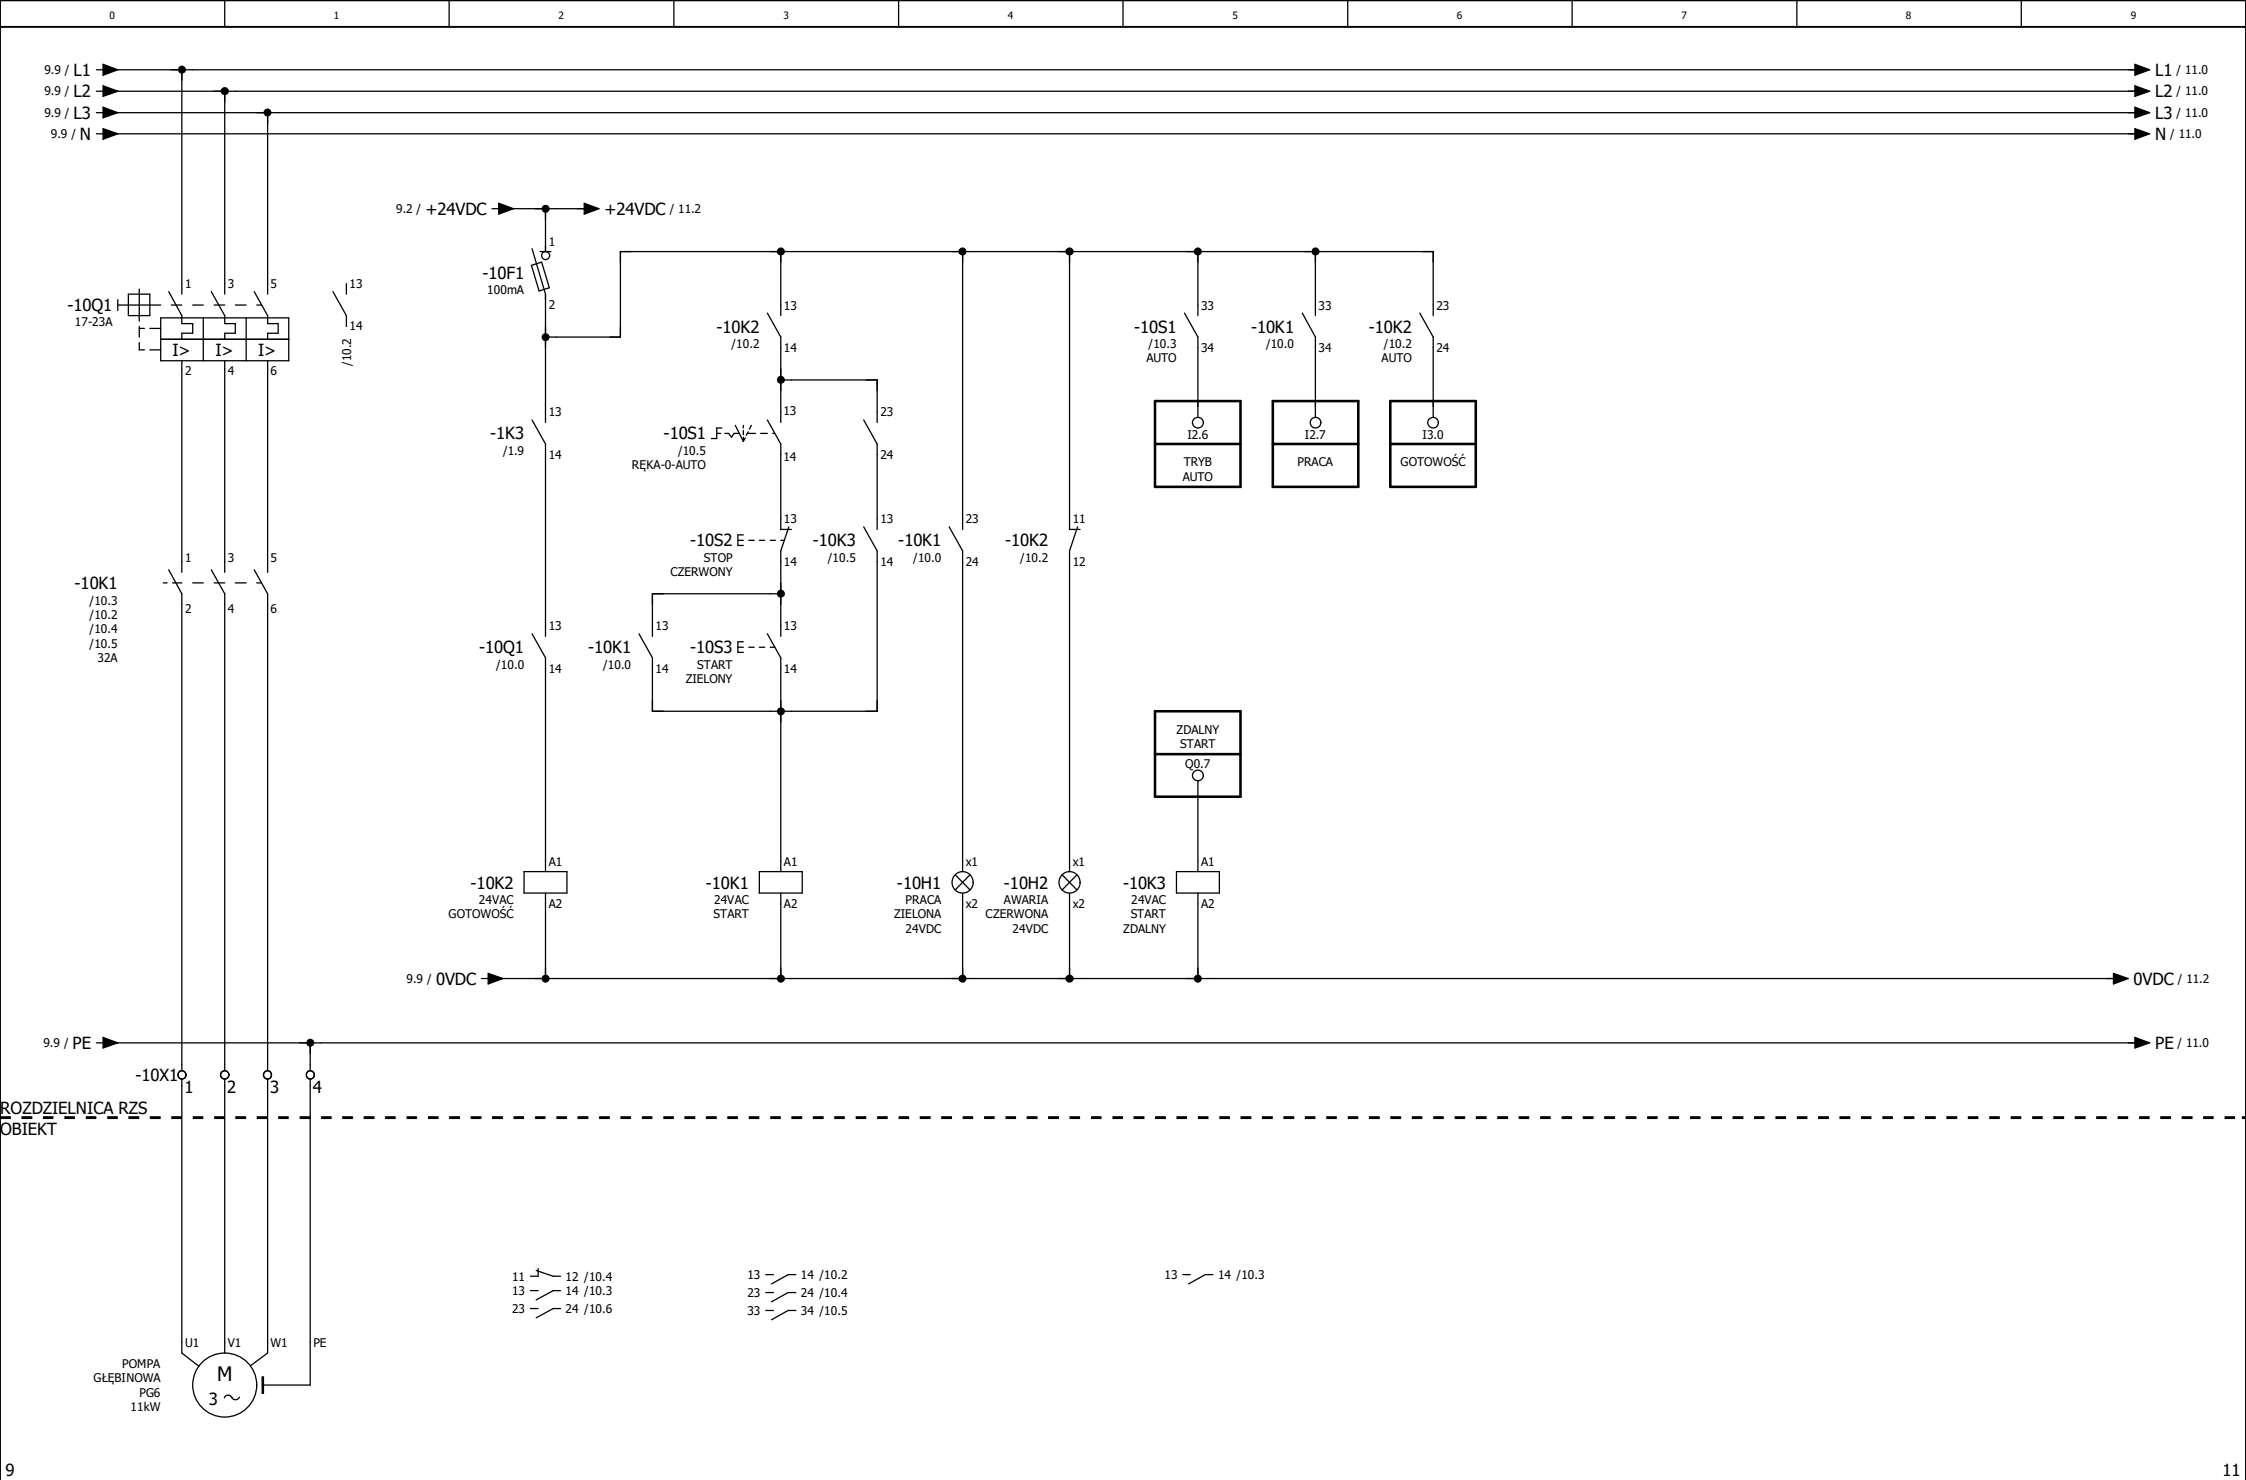 0 1 2 3 4 5 6 7 8 9
9.9 / L1
L1 / 11.0
9.9 / L2
L2 / 11.0
9.9 / L3
L3 / 11.0
9.9 / N
N / 11.0
9.2 / +24VDC
+24VDC / 11.2
-10Q1
17-23A
1 3 5
I> I> I>
2 4 6
13
14
/10.2
-10F1
100mA
1
2
-10K2
/10.2
13
14
-10S1
/10.3
AUTO
33
34
-10K1
/10.0
33
34
-10K2
/10.2
AUTO
23
24
-1K3
/1.9
13
14
-10S1
/10.5
RĘKA-0-AUTO
13
14
23
24
I2.6
TRYB
AUTO
I2.7
PRACA
I3.0
GOTOWOŚĆ
-10K1
/10.3
/10.2
/10.4
/10.5
32A
1 3 5
2 4 6
-10S2 E
STOP
CZERWONY
13
14
-10K3
/10.5
13
14
-10K1
/10.0
23
24
-10K2
/10.2
11
12
-10Q1
/10.0
13
14
-10K1
/10.0
13
14
-10S3 E
START
ZIELONY
13
14
ZDALNY
START
Q0.7
-10K2
24VAC
GOTOWOŚĆ
A1
A2
-10K1
24VAC
START
A1
A2
-10H1
PRACA
ZIELONA
24VDC
x1
x2
-10H2
AWARIA
CZERWONA
24VDC
x1
x2
-10K3
24VAC
START
ZDALNY
A1
A2
9.9 / 0VDC
0VDC / 11.2
9.9 / PE
PE / 11.0
-10X1
1 2 3 4
ROZDZIELNICA RZS
OBIEKT
11 12 /10.4
13 14 /10.3
23 24 /10.6
13 14 /10.2
23 24 /10.4
33 34 /10.5
13 14 /10.3
U1 V1 W1 PE
POMPA
GŁĘBINOWA
PG6
11kW
M
3 ~
9
11